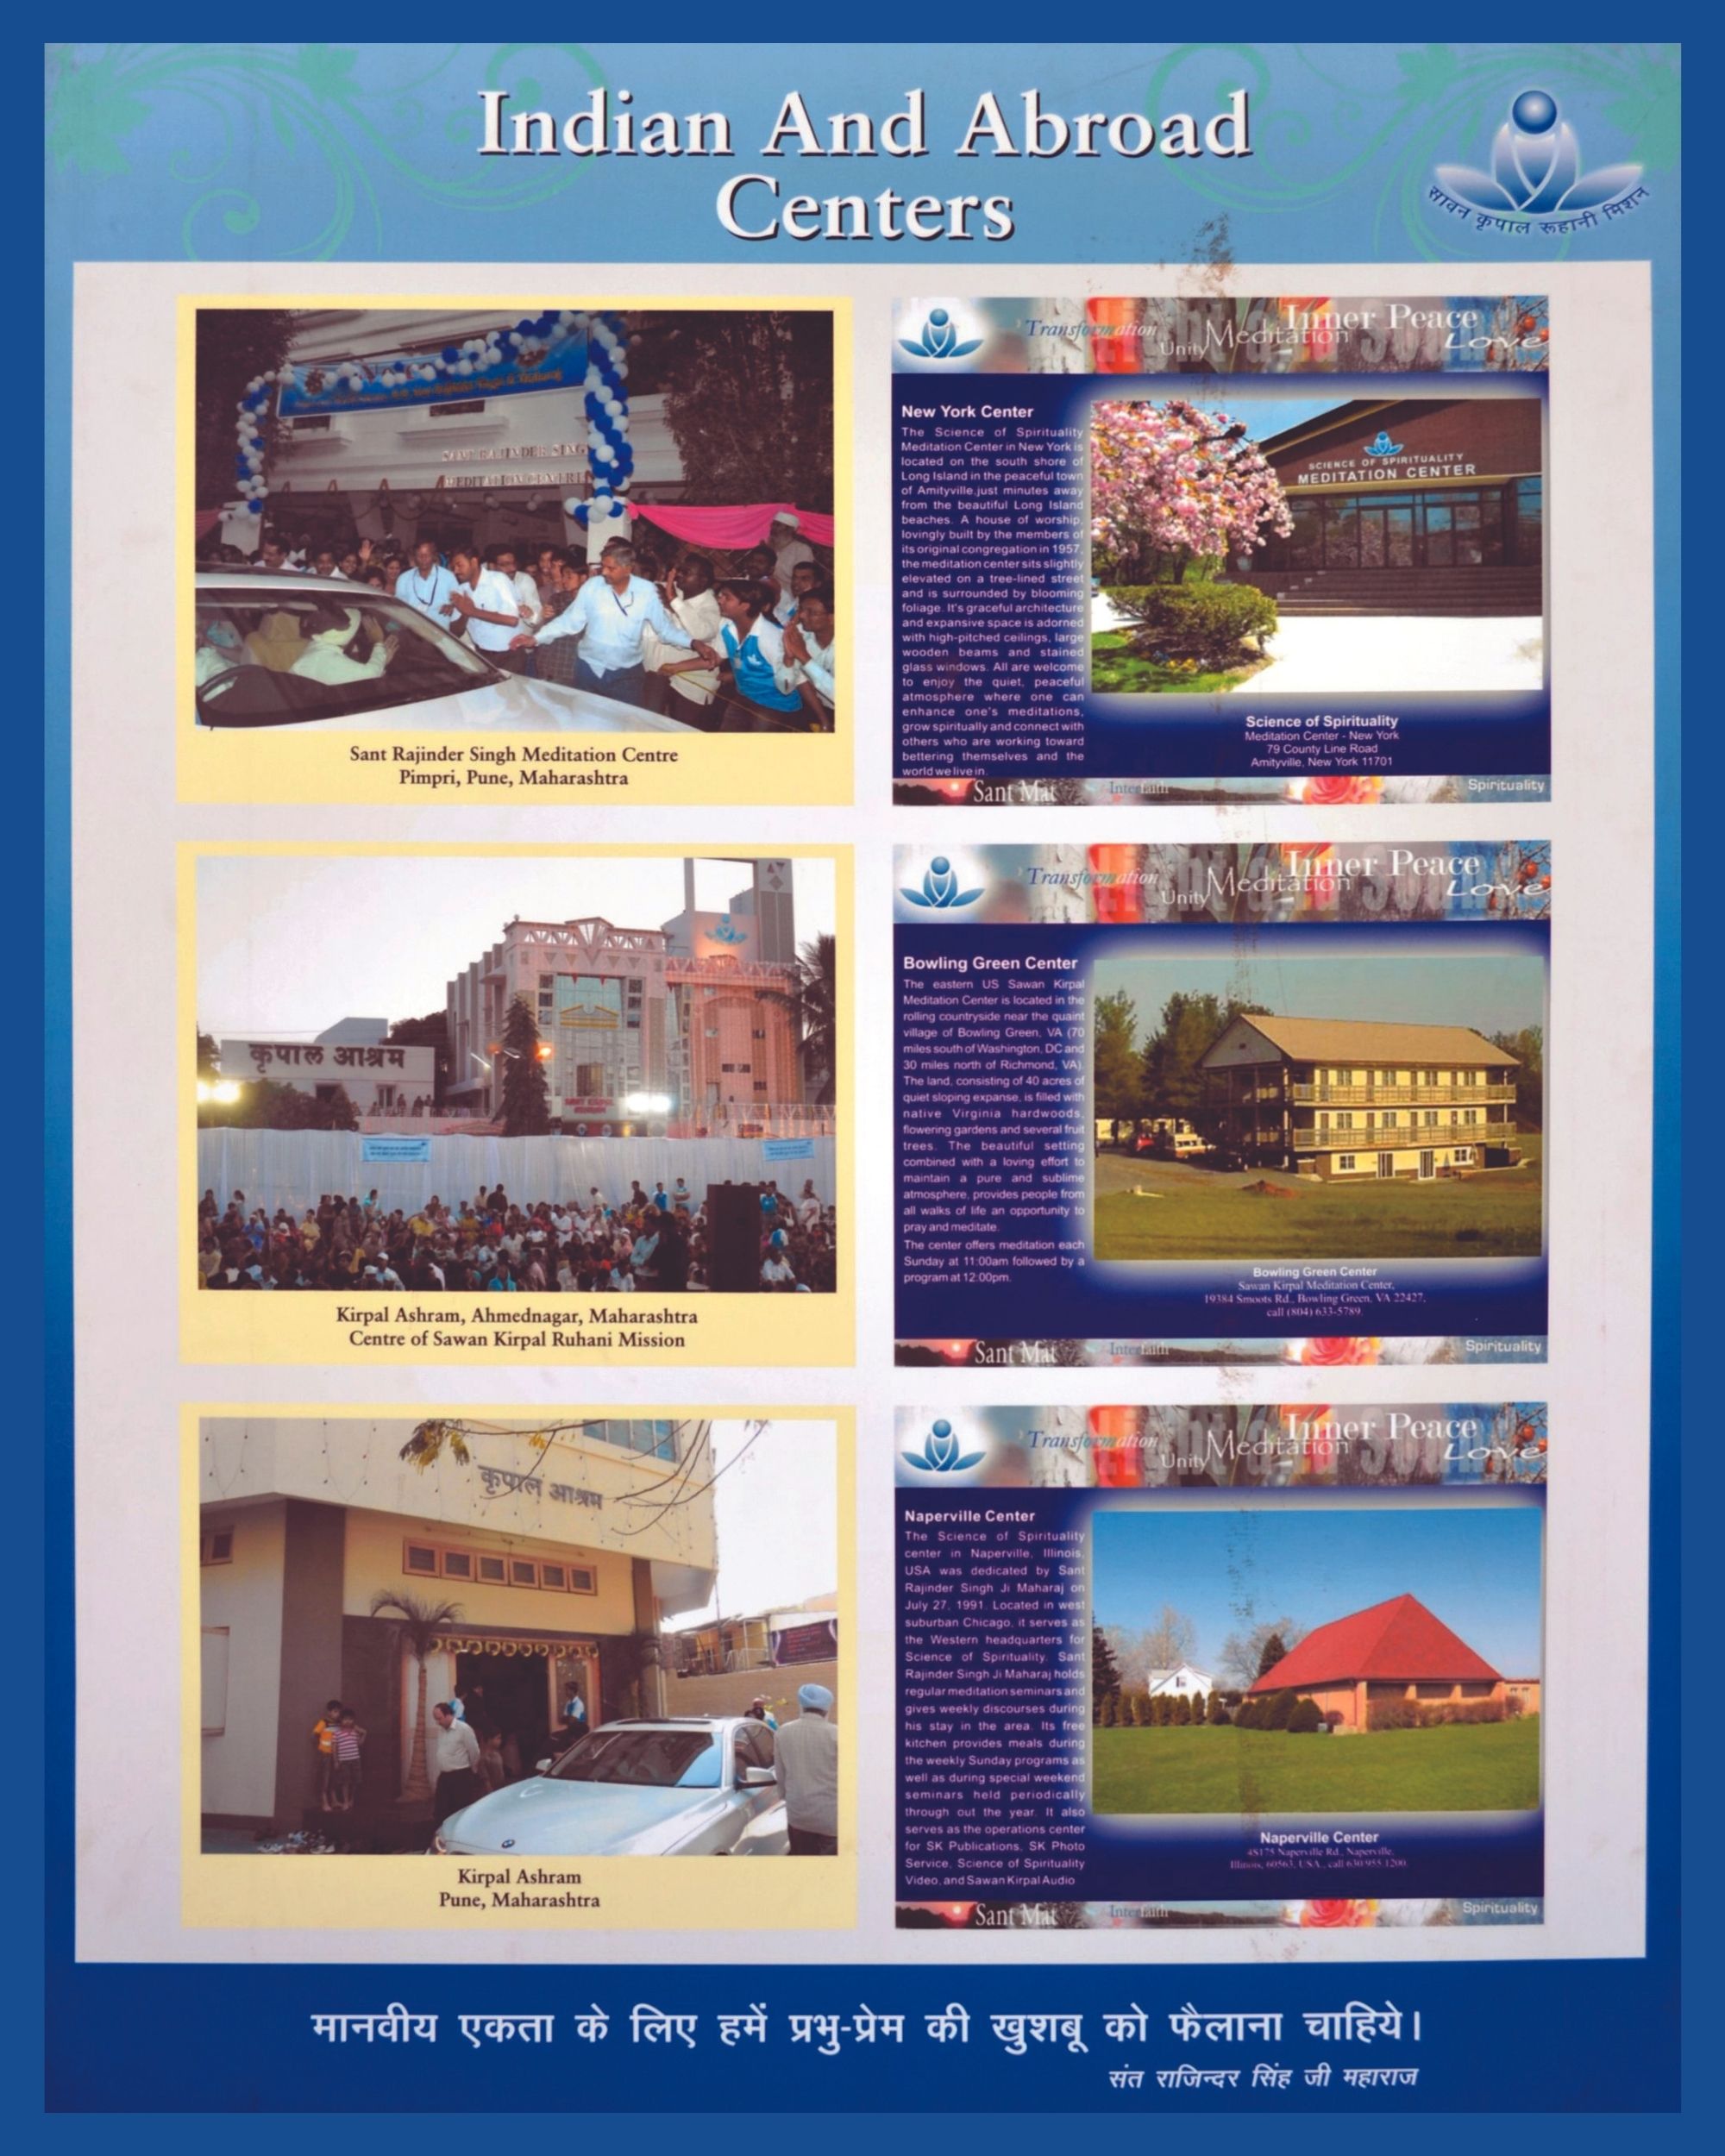 Indian And Abroad
Centers
सावन कृपाल रूहानी मिशन
SANT RAJINDER SING
MEDITATION CENTRE
Sant Rajinder Singh Meditation Centre
Pimpri, Pune, Maharashtra
Transformation
Unity
Meditation
Inner Peace
Love
New York Center
The Science of Spirituality
Meditation Center in New York is
located on the south shore of
Long Island in the peaceful town
of Amityville,just minutes away
from the beautiful Long Island
beaches. A house of worship,
lovingly built by the members of
its original congregation in 1957,
the meditation center sits slightly
elevated on a tree-lined street
and is surrounded by blooming
foliage. It's graceful architecture
and expansive space is adorned
with high-pitched ceilings, large
wooden beams and stained
glass windows. All are welcome
to enjoy the quiet, peaceful
atmosphere where one can
enhance one's meditations,
grow spiritually and connect with
others who are working toward
bettering themselves and the
world we live in.
SCIENCE OF SPIRITUALITY
MEDITATION CENTER
Science of Spirituality
Meditation Center - New York
79 County Line Road
Amityville, New York 11701
Sant Mat
Interfaith
Spirituality
कृपाल आश्रम
SANT KIRPAL
ASHRAM
Kirpal Ashram, Ahmednagar, Maharashtra
Centre of Sawan Kirpal Ruhani Mission
Transformation
Unity
Meditation
Inner Peace
Love
Bowling Green Center
The eastern US Sawan Kirpal
Meditation Center is located in the
rolling countryside near the quaint
village of Bowling Green, VA (70
miles south of Washington, DC and
30 miles north of Richmond, VA).
The land, consisting of 40 acres of
quiet sloping expanse, is filled with
native Virginia hardwoods,
flowering gardens and several fruit
trees. The beautiful setting
combined with a loving effort to
maintain a pure and sublime
atmosphere, provides people from
all walks of life an opportunity to
pray and meditate.
The center offers meditation each
Sunday at 11:00am followed by a
program at 12:00pm.
Bowling Green Center
Sawan Kirpal Meditation Center,
19384 Smoots Rd., Bowling Green, VA 22427,
call (804) 633-5789.
Sant Mat
Interfaith
Spirituality
कृपाल आश्रम
Kirpal Ashram
Pune, Maharashtra
Transformation
Unity
Meditation
Inner Peace
Love
Naperville Center
The Science of Spirituality
center in Naperville, Illinois,
USA was dedicated by Sant
Rajinder Singh Ji Maharaj on
July 27, 1991. Located in west
suburban Chicago, it serves as
the Western headquarters for
Science of Spirituality. Sant
Rajinder Singh Ji Maharaj holds
regular meditation seminars and
gives weekly discourses during
his stay in the area. Its free
kitchen provides meals during
the weekly Sunday programs as
well as during special weekend
seminars held periodically
through out the year. It also
serves as the operations center
for SK Publications, SK Photo
Service, Science of Spirituality
Video, and Sawan Kirpal Audio
Naperville Center
4S175 Naperville Rd., Naperville,
Illinois, 60563, USA., call 630/955 1200
Sant Mat
Interfaith
Spirituality
मानवीय एकता के लिए हमें प्रभु-प्रेम की खुशबू को फैलाना चाहिये।
संत राजिन्दर सिंह जी महाराज